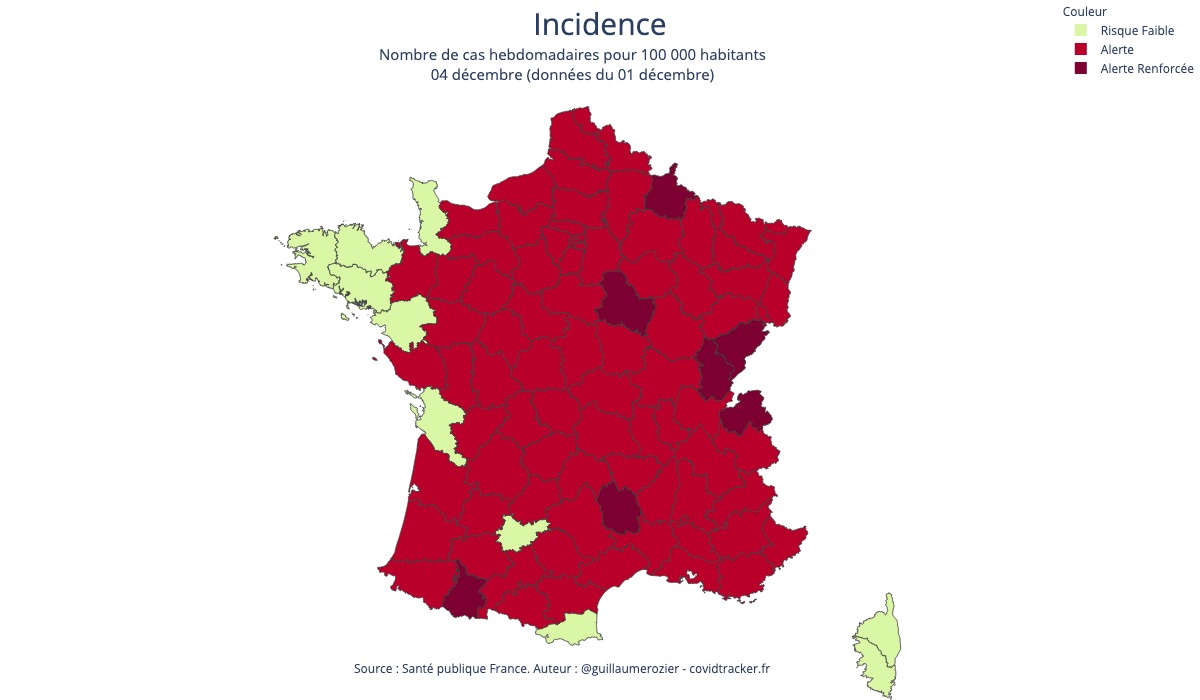 Incidence
Nombre de cas hebdomadaires pour 100 000 habitants
04 décembre (données du 01 décembre)
Couleur
Risque Faible
Alerte
Alerte Renforcée
Source : Santé publique France. Auteur : @guillaumerozier - covidtracker.fr